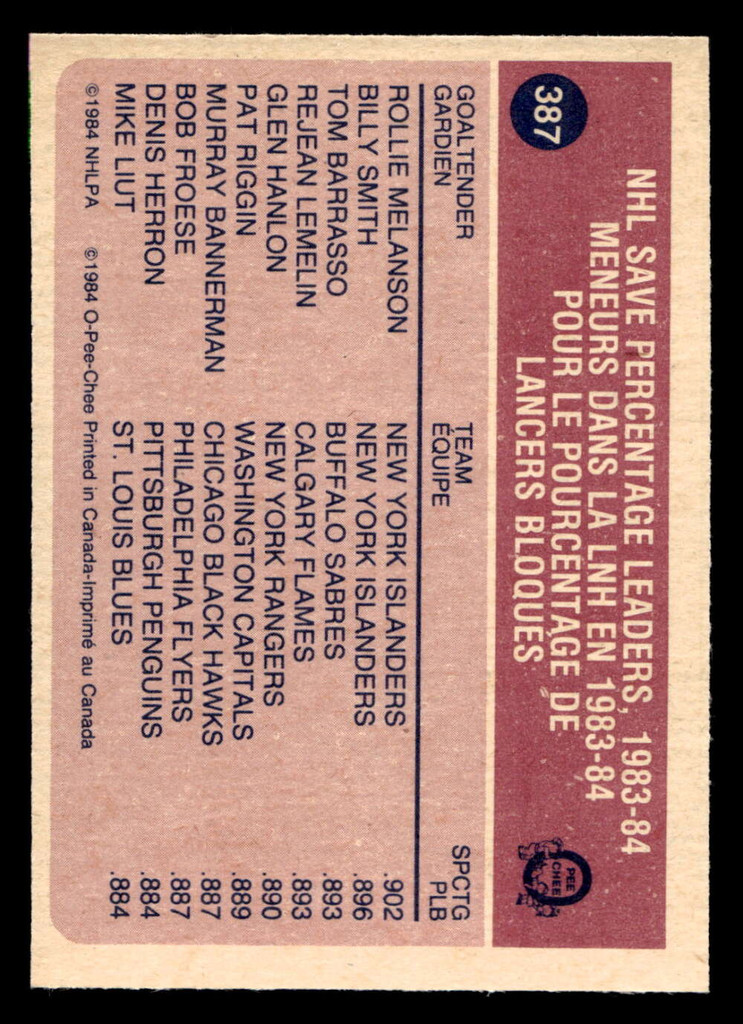 387
NHL SAVE PERCENTAGE LEADERS, 1983-84
MENEURS DANS LA LNH EN 1983-84
POUR LE POURCENTAGE DE
LANCERS BLOQUÉS
O
PEE
CHEE
GOALTENDER TEAM SPCTG
GARDIEN ÉQUIPE PLB
ROLLIE MELANSON NEW YORK ISLANDERS .902
BILLY SMITH NEW YORK ISLANDERS .896
TOM BARRASSO BUFFALO SABRES .893
REJEAN LEMELIN CALGARY FLAMES .893
GLEN HANLON NEW YORK RANGERS .890
PAT RIGGIN WASHINGTON CAPITALS .889
MURRAY BANNERMAN CHICAGO BLACK HAWKS .887
BOB FROESE PHILADELPHIA FLYERS .887
DENIS HERRON PITTSBURGH PENGUINS .884
MIKE LIUT ST. LOUIS BLUES .884
©1984 NHLPA ©1984 O-Pee-Chee Printed in Canada-Imprimé au Canada